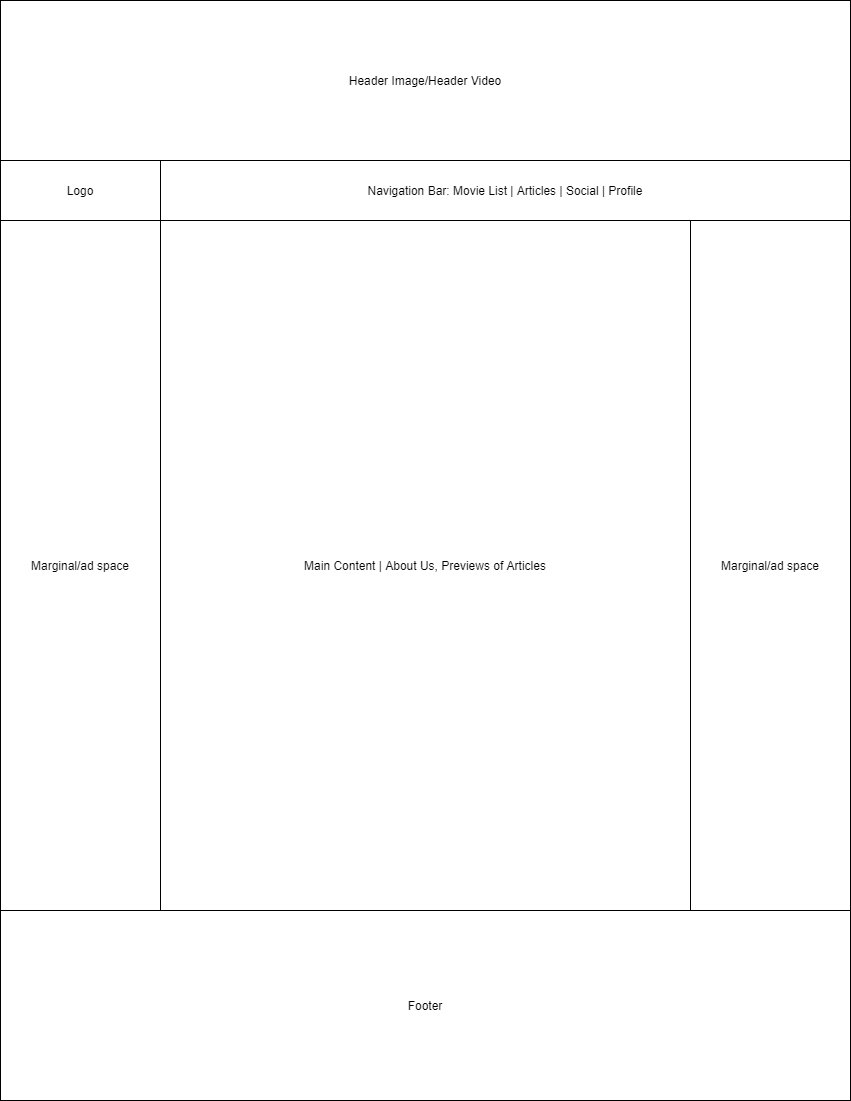 Header Image/Header Video
Logo
Navigation Bar: Movie List | Articles | Social | Profile
Marginal/ad space
Main Content | About Us, Previews of Articles
Marginal/ad space
Footer